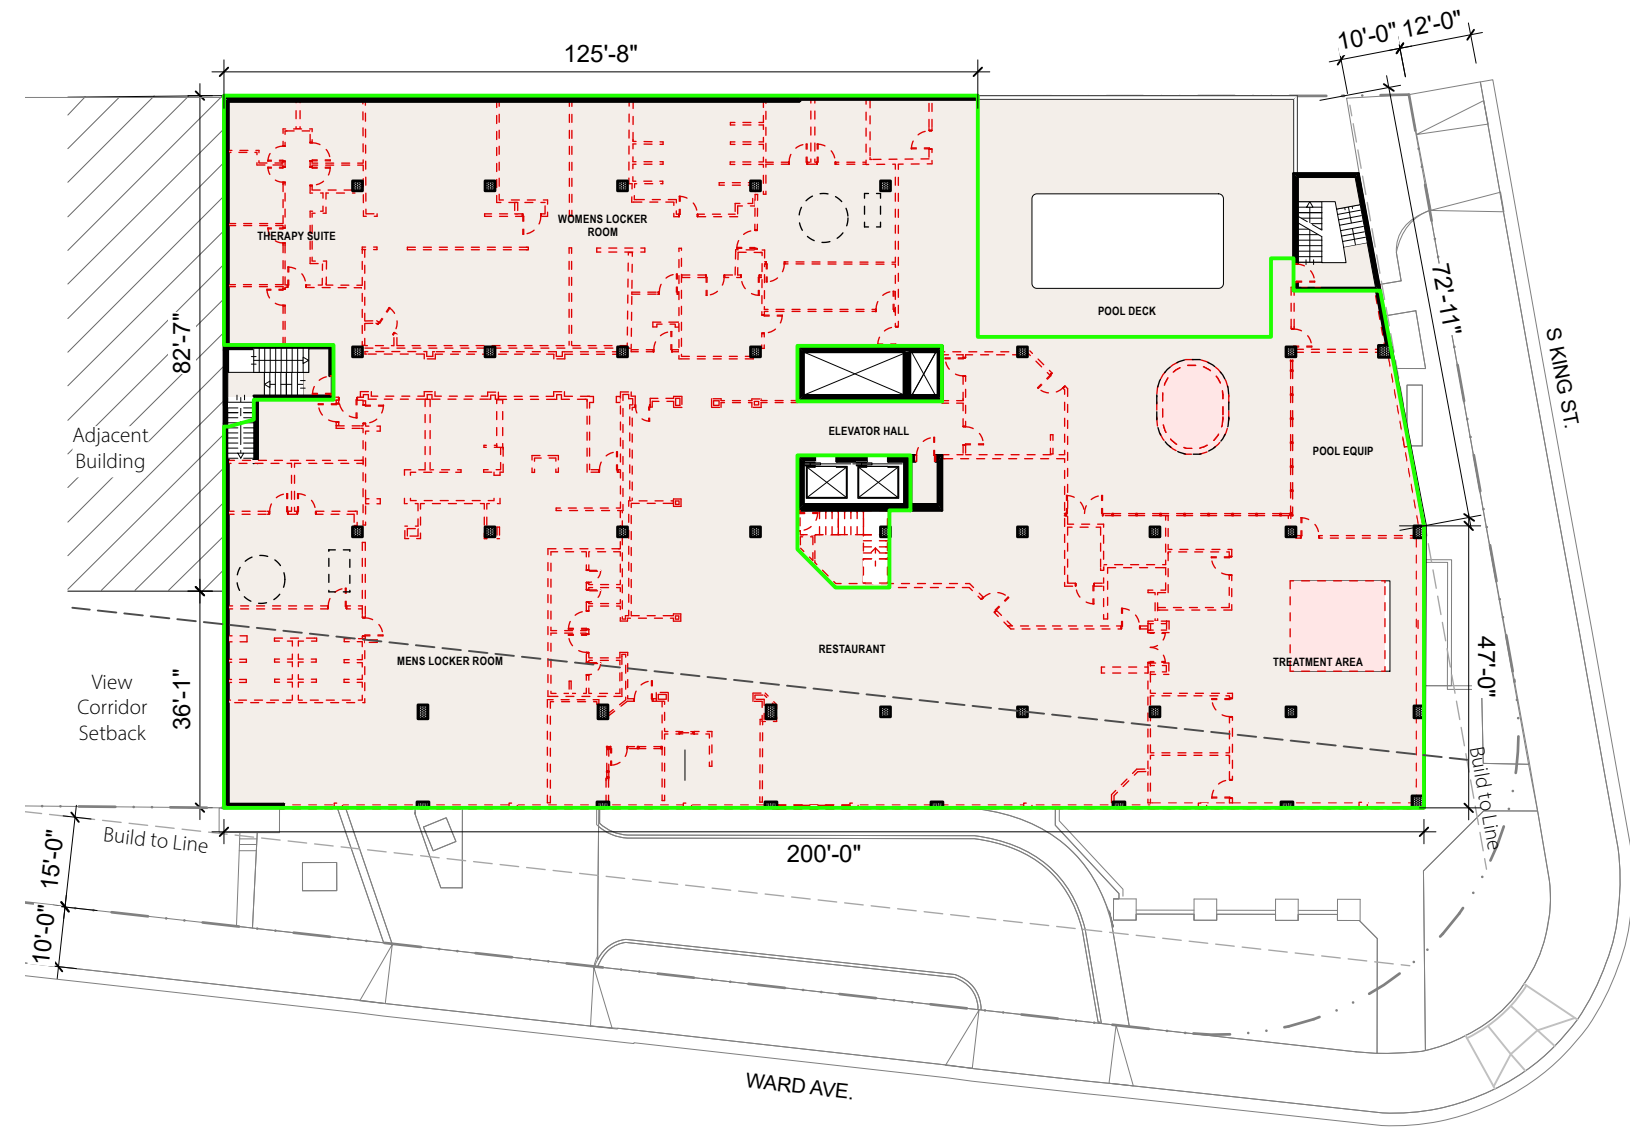 10'-0"
12'-0"
125'-8"
WOMENS LOCKER
ROOM
THERAPY SUITE
POOL DECK
72'-11"
82'-7"
S KING ST.
Adjacent
Building
ELEVATOR HALL
POOL EQUIP
MENS LOCKER ROOM
RESTAURANT
TREATMENT AREA
47'-0"
View
Corridor
Setback
36'-1"
Build to Line
Build to Line
200'-0"
15'-0"
10'-0"
WARD AVE.